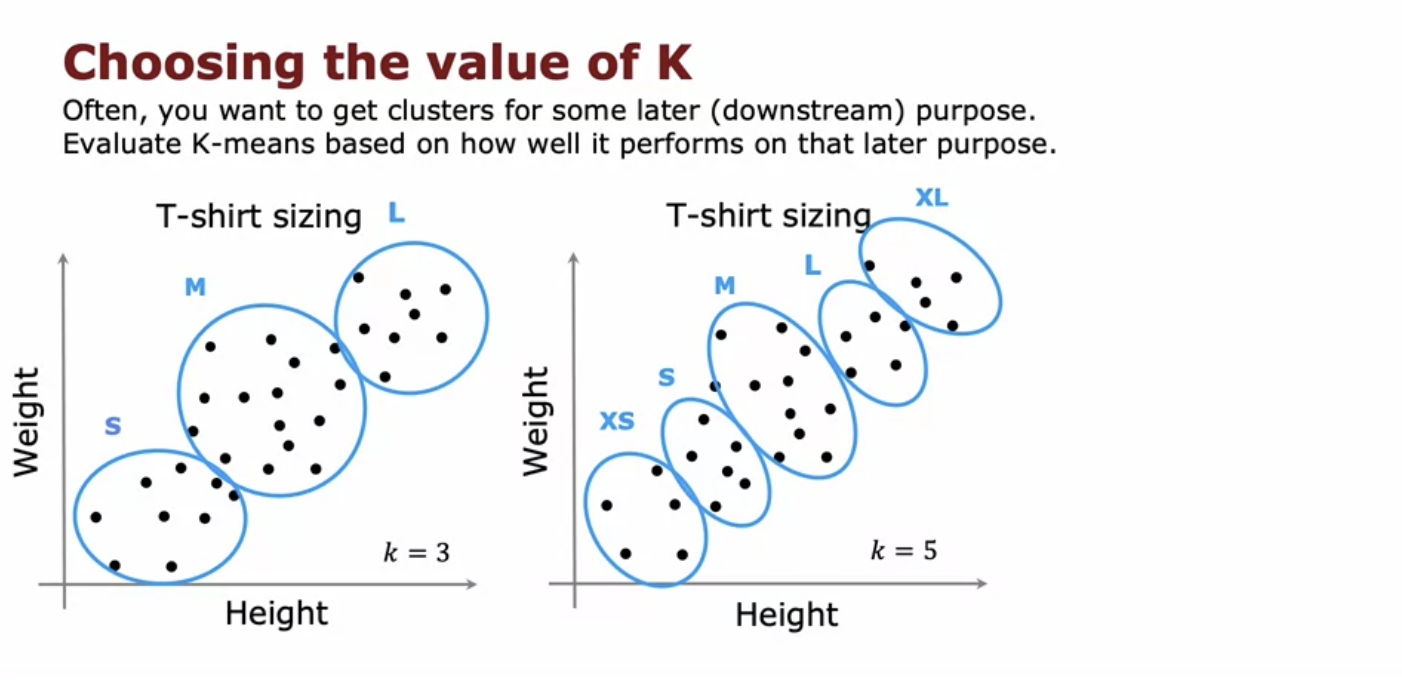 Choosing the value of K
Often, you want to get clusters for some later (downstream) purpose.
Evaluate K-means based on how well it performs on that later purpose.
T-shirt sizing
L
M
S
Weight
Height
k = 3
T-shirt sizing
XL
L
M
S
XS
Weight
Height
k = 5